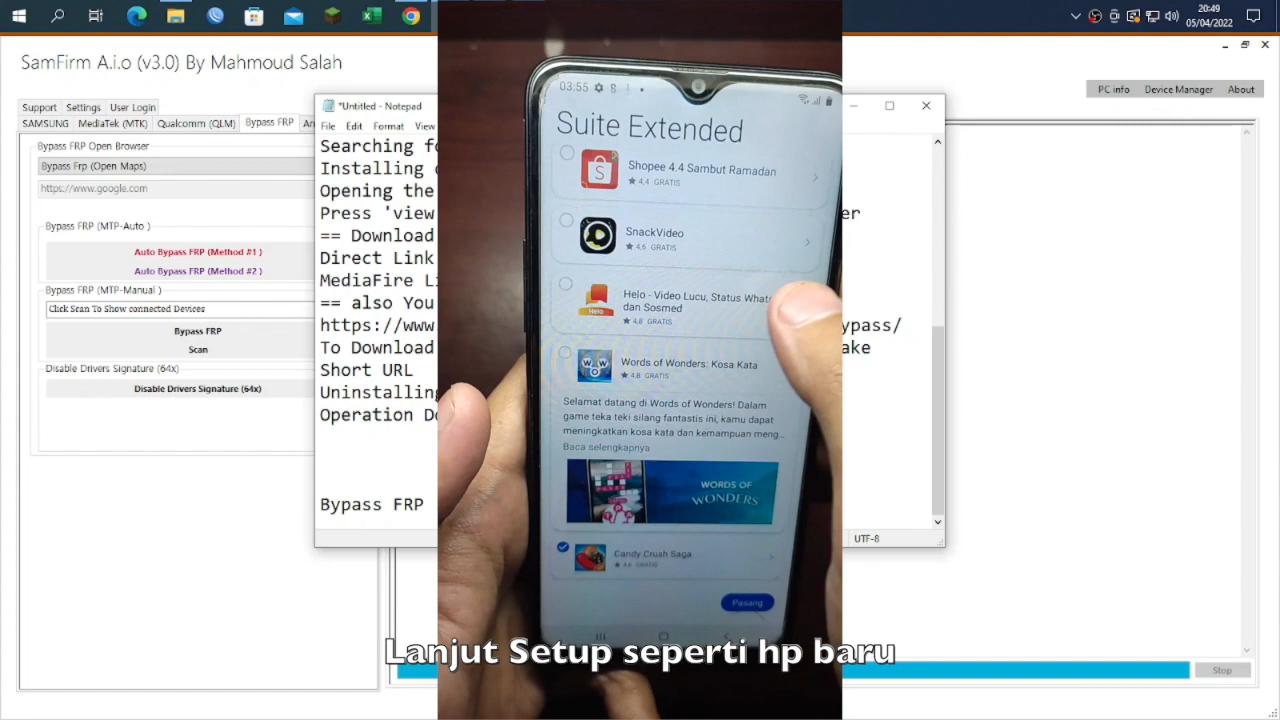 20:49
05/04/2022
SamFirm A.i.o (v3.0) By Mahmoud Salah
PC info
Device Manager
About
Support
Settings
User Login
SAMSUNG
MediaTek (MTK)
Qualcomm (QLM)
Bypass FRP
Bypass FRP Open Browser
Bypass Frp (Open Maps)
https://www.google.com
Bypass FRP (MTP-Auto )
Auto Bypass FRP (Method #1 )
Auto Bypass FRP (Method #2 )
Bypass FRP (MTP-Manual )
Click Scan To Show connected Devices
Bypass FRP
Scan
Disable Drivers Signature (64x)
Disable Drivers Signature (64x)
*Untitled - Notepad
File
Edit
Format
View
Searching fo
Installing
Opening the
Press 'view
== Download
Direct Link
MediaFire Li
== also You
https://www.
ypass/
To Download
ake
Short URL
Uninstalling
Operation Do
Bypass FRP
UTF-8
03:55
Suite Extended
Shopee 4.4 Sambut Ramadan
4,4 GRATIS
SnackVideo
4,6 GRATIS
Helo - Video Lucu, Status Whats
dan Sosmed
4,8 GRATIS
Words of Wonders: Kosa Kata
4,8 GRATIS
Selamat datang di Words of Wonders! Dalam
game teka teki silang fantastis ini, kamu dapat
meningkatkan kosa kata dan kemampuan meng...
Baca selengkapnya
WORDS OF
WONDERS
Candy Crush Saga
4,6 GRATIS
Pasang
Lanjut Setup seperti hp baru
Stop